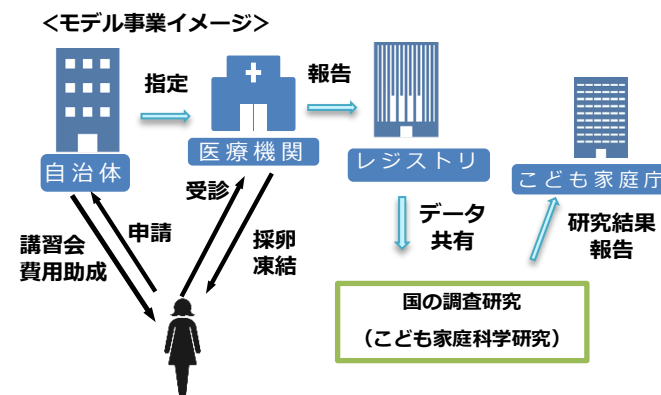 ＜モデル事業イメージ＞
指定
報告
自治体
医療機関
レジストリ
こども家庭庁
受診
申請
講習会
費用助成
採卵
凍結
データ
共有
研究結果
報告
国の調査研究
（こども家庭科学研究）